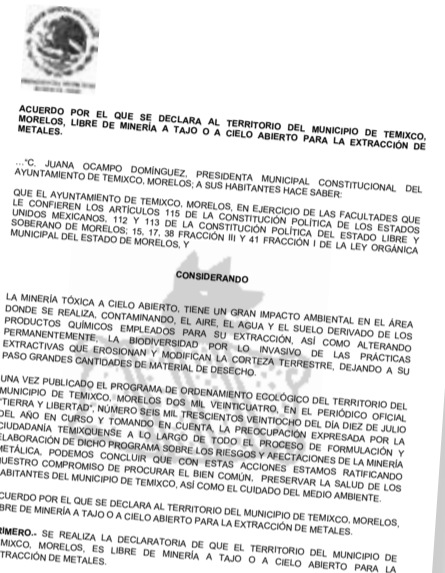 ACUERDO POR EL QUE SE DECLARA AL TERRITORIO DEL MUNICIPIO DE TEMIXCO,
MORELOS, LIBRE DE MINERÍA A TAJO O A CIELO ABIERTO PARA LA EXTRACCIÓN DE
METALES.
..."C. JUANA OCAMPO DOMÍNGUEZ, PRESIDENTA MUNICIPAL CONSTITUCIONAL DEL
AYUNTAMIENTO DE TEMIXCO, MORELOS; A SUS HABITANTES HACE SABER:
QUE EL AYUNTAMIENTO DE TEMIXCO, MORELOS, EN EJERCICIO DE LAS FACULTADES QUE
LE CONFIEREN LOS ARTÍCULOS 115 DE LA CONSTITUCIÓN POLÍTICA DE LOS ESTADOS
UNIDOS MEXICANOS, 112 Y 113 DE LA CONSTITUCIÓN POLÍTICA DEL ESTADO LIBRE Y
SOBERANO DE MORELOS; 15, 17, 38 FRACCIÓN III Y 41 FRACCIÓN I DE LA LEY ORGÁNICA
MUNICIPAL DEL ESTADO DE MORELOS, Y
CONSIDERANDO
LA MINERÍA TÓXICA A CIELO ABIERTO, TIENE UN GRAN IMPACTO AMBIENTAL EN EL ÁREA
DONDE SE REALIZA, CONTAMINANDO, EL AIRE, EL AGUA Y EL SUELO DERIVADO DE LOS
PRODUCTOS QUÍMICOS EMPLEADOS PARA SU EXTRACCIÓN, ASÍ COMO ALTERANDO
PERMANENTEMENTE, LA BIODIVERSIDAD POR LO INVASIVO DE LAS PRÁCTICAS
EXTRACTIVAS QUE EROSIONAN Y MODIFICAN LA CORTEZA TERRESTRE, DEJANDO A SU
PASO GRANDES CANTIDADES DE MATERIAL DE DESECHO.
UNA VEZ PUBLICADO EL PROGRAMA DE ORDENAMIENTO ECOLÓGICO DEL TERRITORIO DEL
MUNICIPIO DE TEMIXCO, MORELOS DOS MIL VEINTICUATRO, EN EL PERIÓDICO OFICIAL
"TIERRA Y LIBERTAD", NÚMERO SEIS MIL TRESCIENTOS VEINTIOCHO DEL DÍA DIEZ DE JULIO
DEL AÑO EN CURSO Y TOMANDO EN CUENTA, LA PREOCUPACIÓN EXPRESADA POR LA
CIUDADANÍA TEMIXQUENSE A LO LARGO DE TODO EL PROCESO DE FORMULACIÓN Y
ELABORACIÓN DE DICHO PROGRAMA SOBRE LOS RIESGOS Y AFECTACIONES DE LA MINERÍA
METÁLICA, PODEMOS CONCLUIR QUE CON ESTAS ACCIONES ESTAMOS RATIFICANDO
NUESTRO COMPROMISO DE PROCURAR EL BIEN COMÚN, PRESERVAR LA SALUD DE LOS
HABITANTES DEL MUNICIPIO DE TEMIXCO, ASÍ COMO EL CUIDADO DEL MEDIO AMBIENTE.
CUERDO POR EL QUE SE DECLARA AL TERRITORIO DEL MUNICIPIO DE TEMIXCO, MORELOS,
BRE DE MINERÍA A TAJO O A CIELO ABIERTO PARA LA EXTRACCIÓN DE METALES.
RIMERO.- SE REALIZA LA DECLARATORIA DE QUE EL TERRITORIO DEL MUNICIPIO DE
MIXCO, MORELOS, ES LIBRE DE MINERÍA A TAJO O A CIELO ABIERTO PARA LA
TRACCIÓN DE METALES.